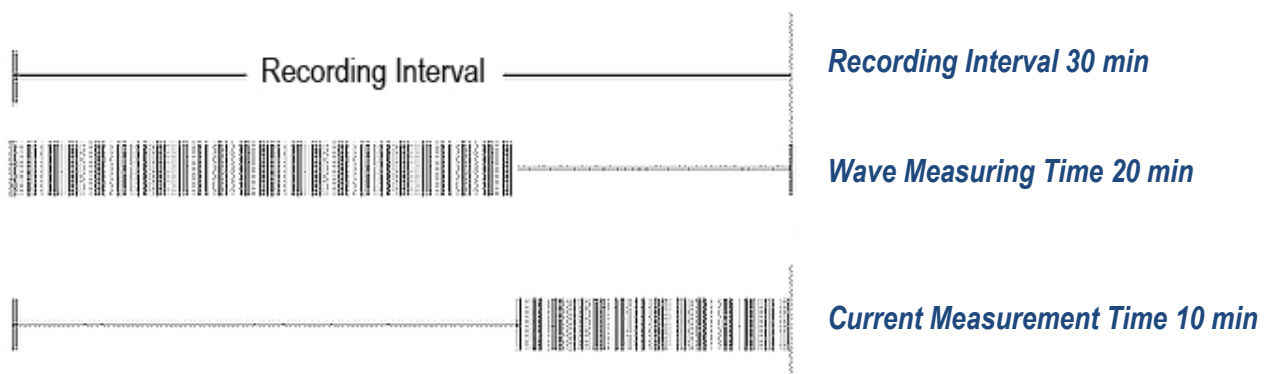 Recording Interval
Recording Interval 30 min
Wave Measuring Time 20 min
Current Measurement Time 10 min